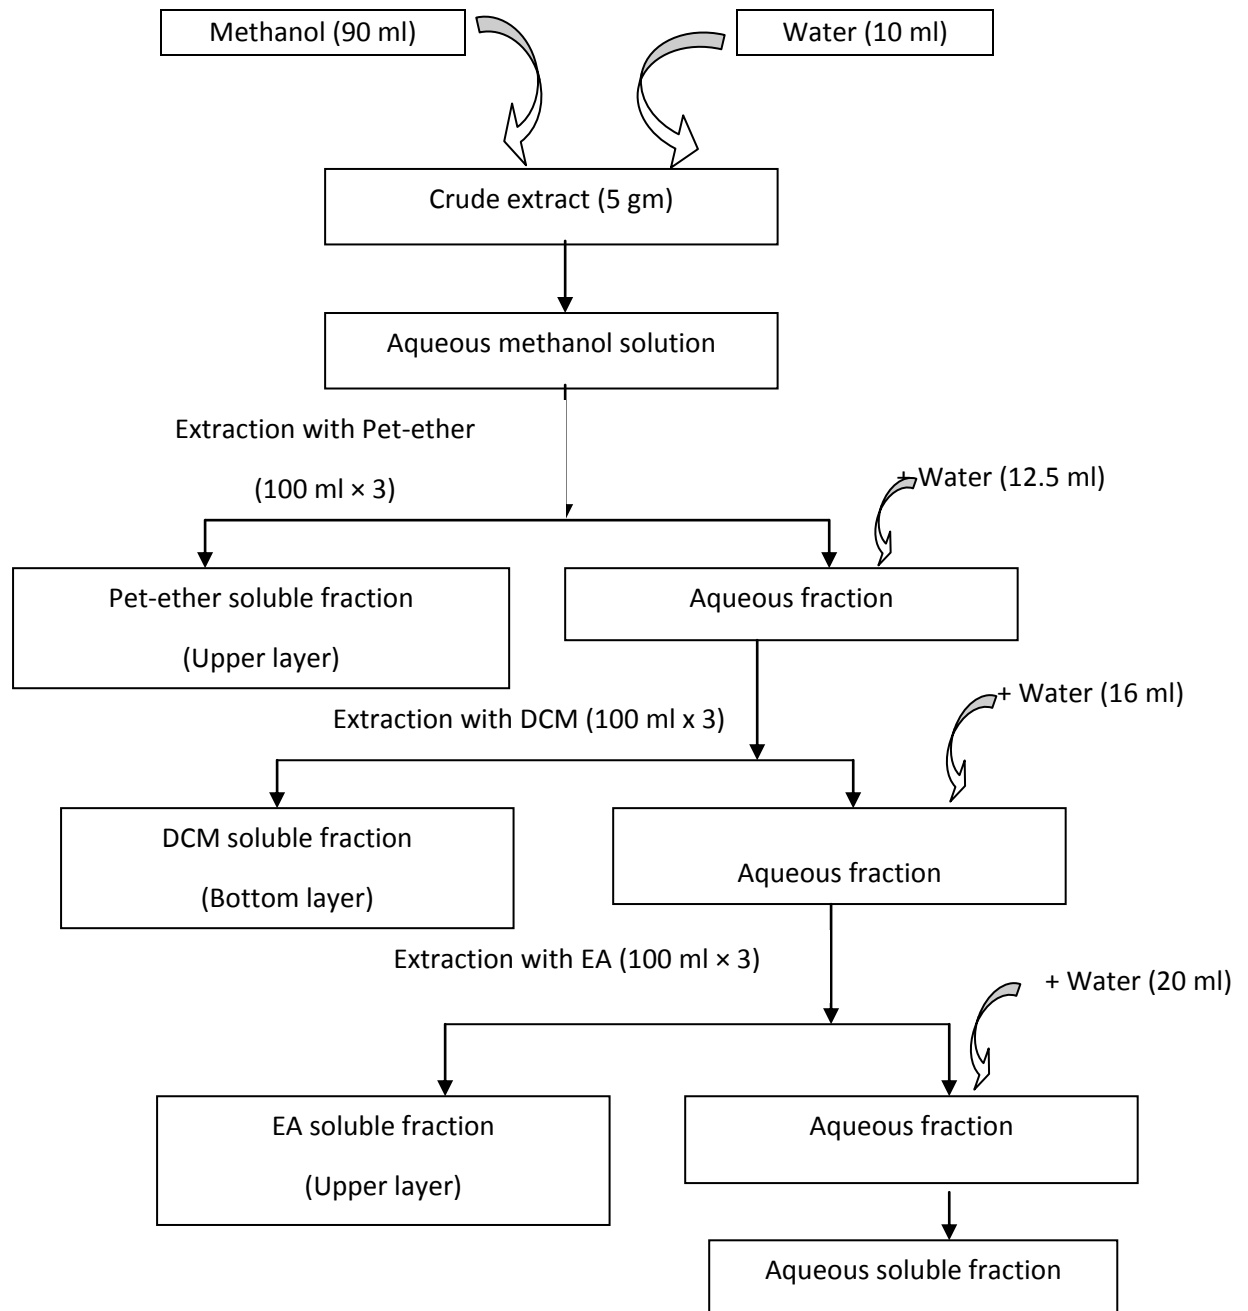 Methanol (90 ml)
Water (10 ml)
Crude extract (5 gm)
Aqueous methanol solution
Extraction with Pet-ether
(100 ml × 3)
+ Water (12.5 ml)
Pet-ether soluble fraction
(Upper layer)
Aqueous fraction
+ Water (16 ml)
Extraction with DCM (100 ml x 3)
DCM soluble fraction
(Bottom layer)
Aqueous fraction
Extraction with EA (100 ml × 3)
+ Water (20 ml)
EA soluble fraction
(Upper layer)
Aqueous fraction
Aqueous soluble fraction